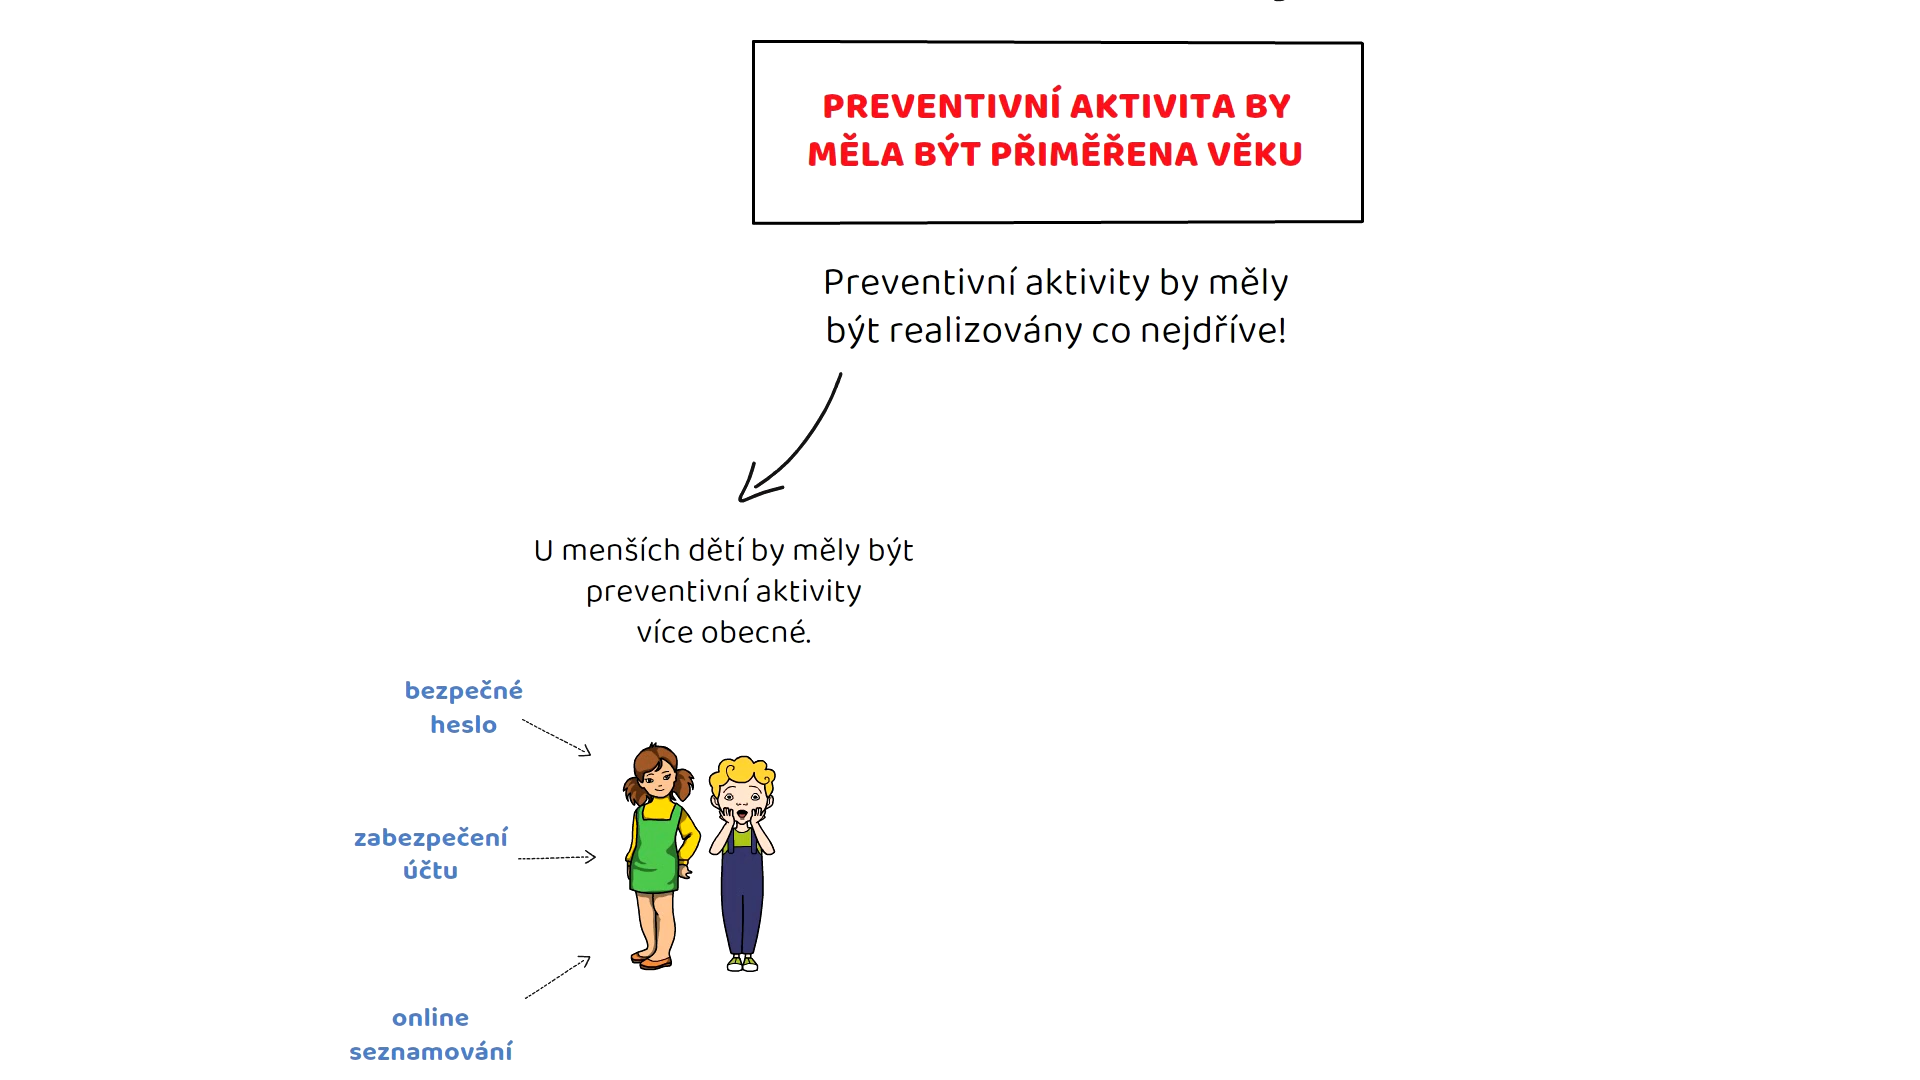 PREVENTIVNÍ AKTIVITA BY
MĚLA BÝT PŘIMĚŘENA VĚKU
Preventivní aktivity by měly
být realizovány co nejdříve!
U menších dětí by měly být
preventivní aktivity
více obecné.
bezpečné
heslo
zabezpečení
účtu
online
seznamování